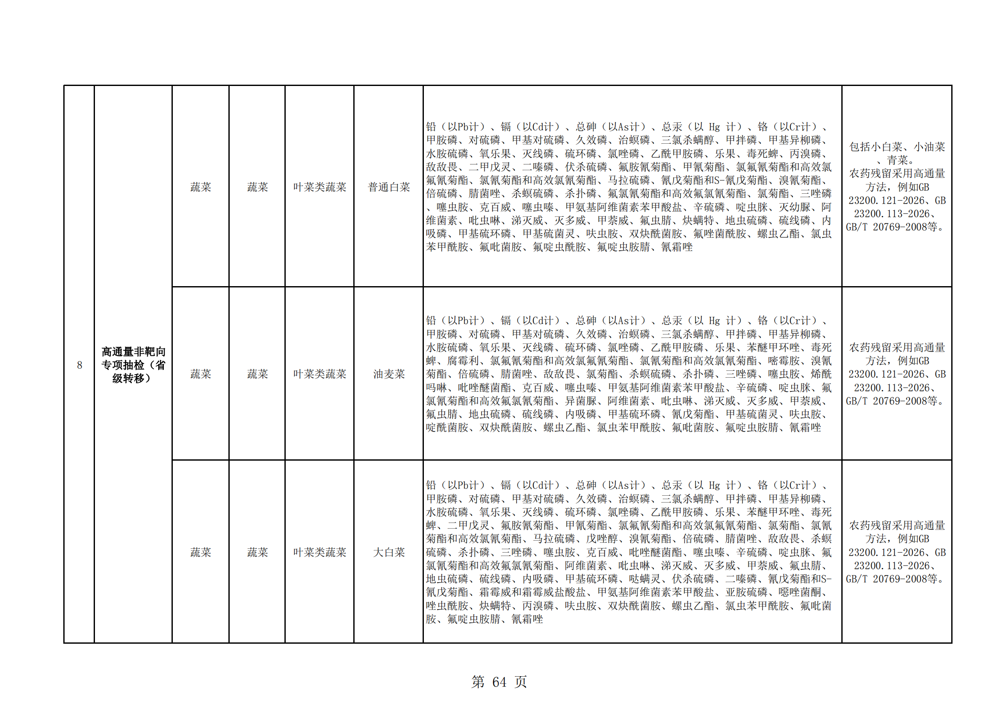 8
高通量非靶向
专项抽检（省
级转移）
蔬菜
蔬菜
叶菜类蔬菜
普通白菜
铅（以Pb计）、镉（以Cd计）、总砷（以As计）、总汞（以 Hg 计）、铬（以Cr计）、
甲胺磷、对硫磷、甲基对硫磷、久效磷、治螟磷、三氯杀螨醇、甲拌磷、甲基异柳磷、
水胺硫磷、氧乐果、灭线磷、硫环磷、氯唑磷、乙酰甲胺磷、乐果、毒死蜱、丙溴磷、
敌敌畏、二甲戊灵、二嗪磷、伏杀硫磷、氟胺氰菊酯、甲氰菊酯、氯氟氰菊酯和高效氯
氟氰菊酯、氯氰菊酯和高效氯氰菊酯、马拉硫磷、氰戊菊酯和S-氰戊菊酯、溴氰菊酯、
倍硫磷、腈菌唑、杀螟硫磷、杀扑磷、氟氯氰菊酯和高效氟氯氰菊酯、氯菊酯、三唑磷
、噻虫胺、克百威、噻虫嗪、甲氨基阿维菌素苯甲酸盐、辛硫磷、啶虫脒、灭幼脲、阿
维菌素、吡虫啉、涕灭威、灭多威、甲萘威、氟虫腈、炔螨特、地虫硫磷、硫线磷、内
吸磷、甲基硫环磷、甲基硫菌灵、呋虫胺、双炔酰菌胺、氟唑菌酰胺、螺虫乙酯、氯虫
苯甲酰胺、氟吡菌胺、氟啶虫酰胺、氟啶虫胺腈、氰霜唑
包括小白菜、小油菜
、青菜。
农药残留采用高通量
方法，例如GB
23200.121-2026、GB
23200.113-2026、
GB/T 20769-2008等。
蔬菜
蔬菜
叶菜类蔬菜
油麦菜
铅（以Pb计）、镉（以Cd计）、总砷（以As计）、总汞（以 Hg 计）、铬（以Cr计）、
甲胺磷、对硫磷、甲基对硫磷、久效磷、治螟磷、三氯杀螨醇、甲拌磷、甲基异柳磷、
水胺硫磷、氧乐果、灭线磷、硫环磷、氯唑磷、乙酰甲胺磷、乐果、苯醚甲环唑、毒死
蜱、腐霉利、氯氟氰菊酯和高效氯氟氰菊酯、氯氰菊酯和高效氯氰菊酯、嘧霉胺、溴氰
菊酯、倍硫磷、腈菌唑、敌敌畏、氯菊酯、杀螟硫磷、杀扑磷、三唑磷、噻虫胺、烯酰
吗啉、吡唑醚菌酯、克百威、噻虫嗪、甲氨基阿维菌素苯甲酸盐、辛硫磷、啶虫脒、氟
氯氰菊酯和高效氟氯氰菊酯、异菌脲、阿维菌素、吡虫啉、涕灭威、灭多威、甲萘威、
氟虫腈、地虫硫磷、硫线磷、内吸磷、甲基硫环磷、氰戊菊酯、甲基硫菌灵、呋虫胺、
啶酰菌胺、双炔酰菌胺、螺虫乙酯、氯虫苯甲酰胺、氟吡菌胺、氟啶虫胺腈、氰霜唑
农药残留采用高通量
方法，例如GB
23200.121-2026、GB
23200.113-2026、
GB/T 20769-2008等。
蔬菜
蔬菜
叶菜类蔬菜
大白菜
铅（以Pb计）、镉（以Cd计）、总砷（以As计）、总汞（以 Hg 计）、铬（以Cr计）、
甲胺磷、对硫磷、甲基对硫磷、久效磷、治螟磷、三氯杀螨醇、甲拌磷、甲基异柳磷、
水胺硫磷、氧乐果、灭线磷、硫环磷、氯唑磷、乙酰甲胺磷、乐果、苯醚甲环唑、毒死
蜱、二甲戊灵、氟胺氰菊酯、甲氰菊酯、氯氟氰菊酯和高效氯氟氰菊酯、氯菊酯、氯氰
菊酯和高效氯氰菊酯、马拉硫磷、戊唑醇、溴氰菊酯、倍硫磷、腈菌唑、敌敌畏、杀螟
硫磷、杀扑磷、三唑磷、噻虫胺、克百威、吡唑醚菌酯、噻虫嗪、辛硫磷、啶虫脒、氟
氯氰菊酯和高效氟氯氰菊酯、阿维菌素、吡虫啉、涕灭威、灭多威、甲萘威、氟虫腈、
地虫硫磷、硫线磷、内吸磷、甲基硫环磷、哒螨灵、伏杀硫磷、二嗪磷、氰戊菊酯和S-
氰戊菊酯、霜霉威和霜霉威盐酸盐、甲氨基阿维菌素苯甲酸盐、亚胺硫磷、噁唑菌酮、
唑虫酰胺、炔螨特、丙溴磷、呋虫胺、双炔酰菌胺、螺虫乙酯、氯虫苯甲酰胺、氟吡菌
胺、氟啶虫胺腈、氰霜唑
农药残留采用高通量
方法，例如GB
23200.121-2026、GB
23200.113-2026、
GB/T 20769-2008等。
第 64 页